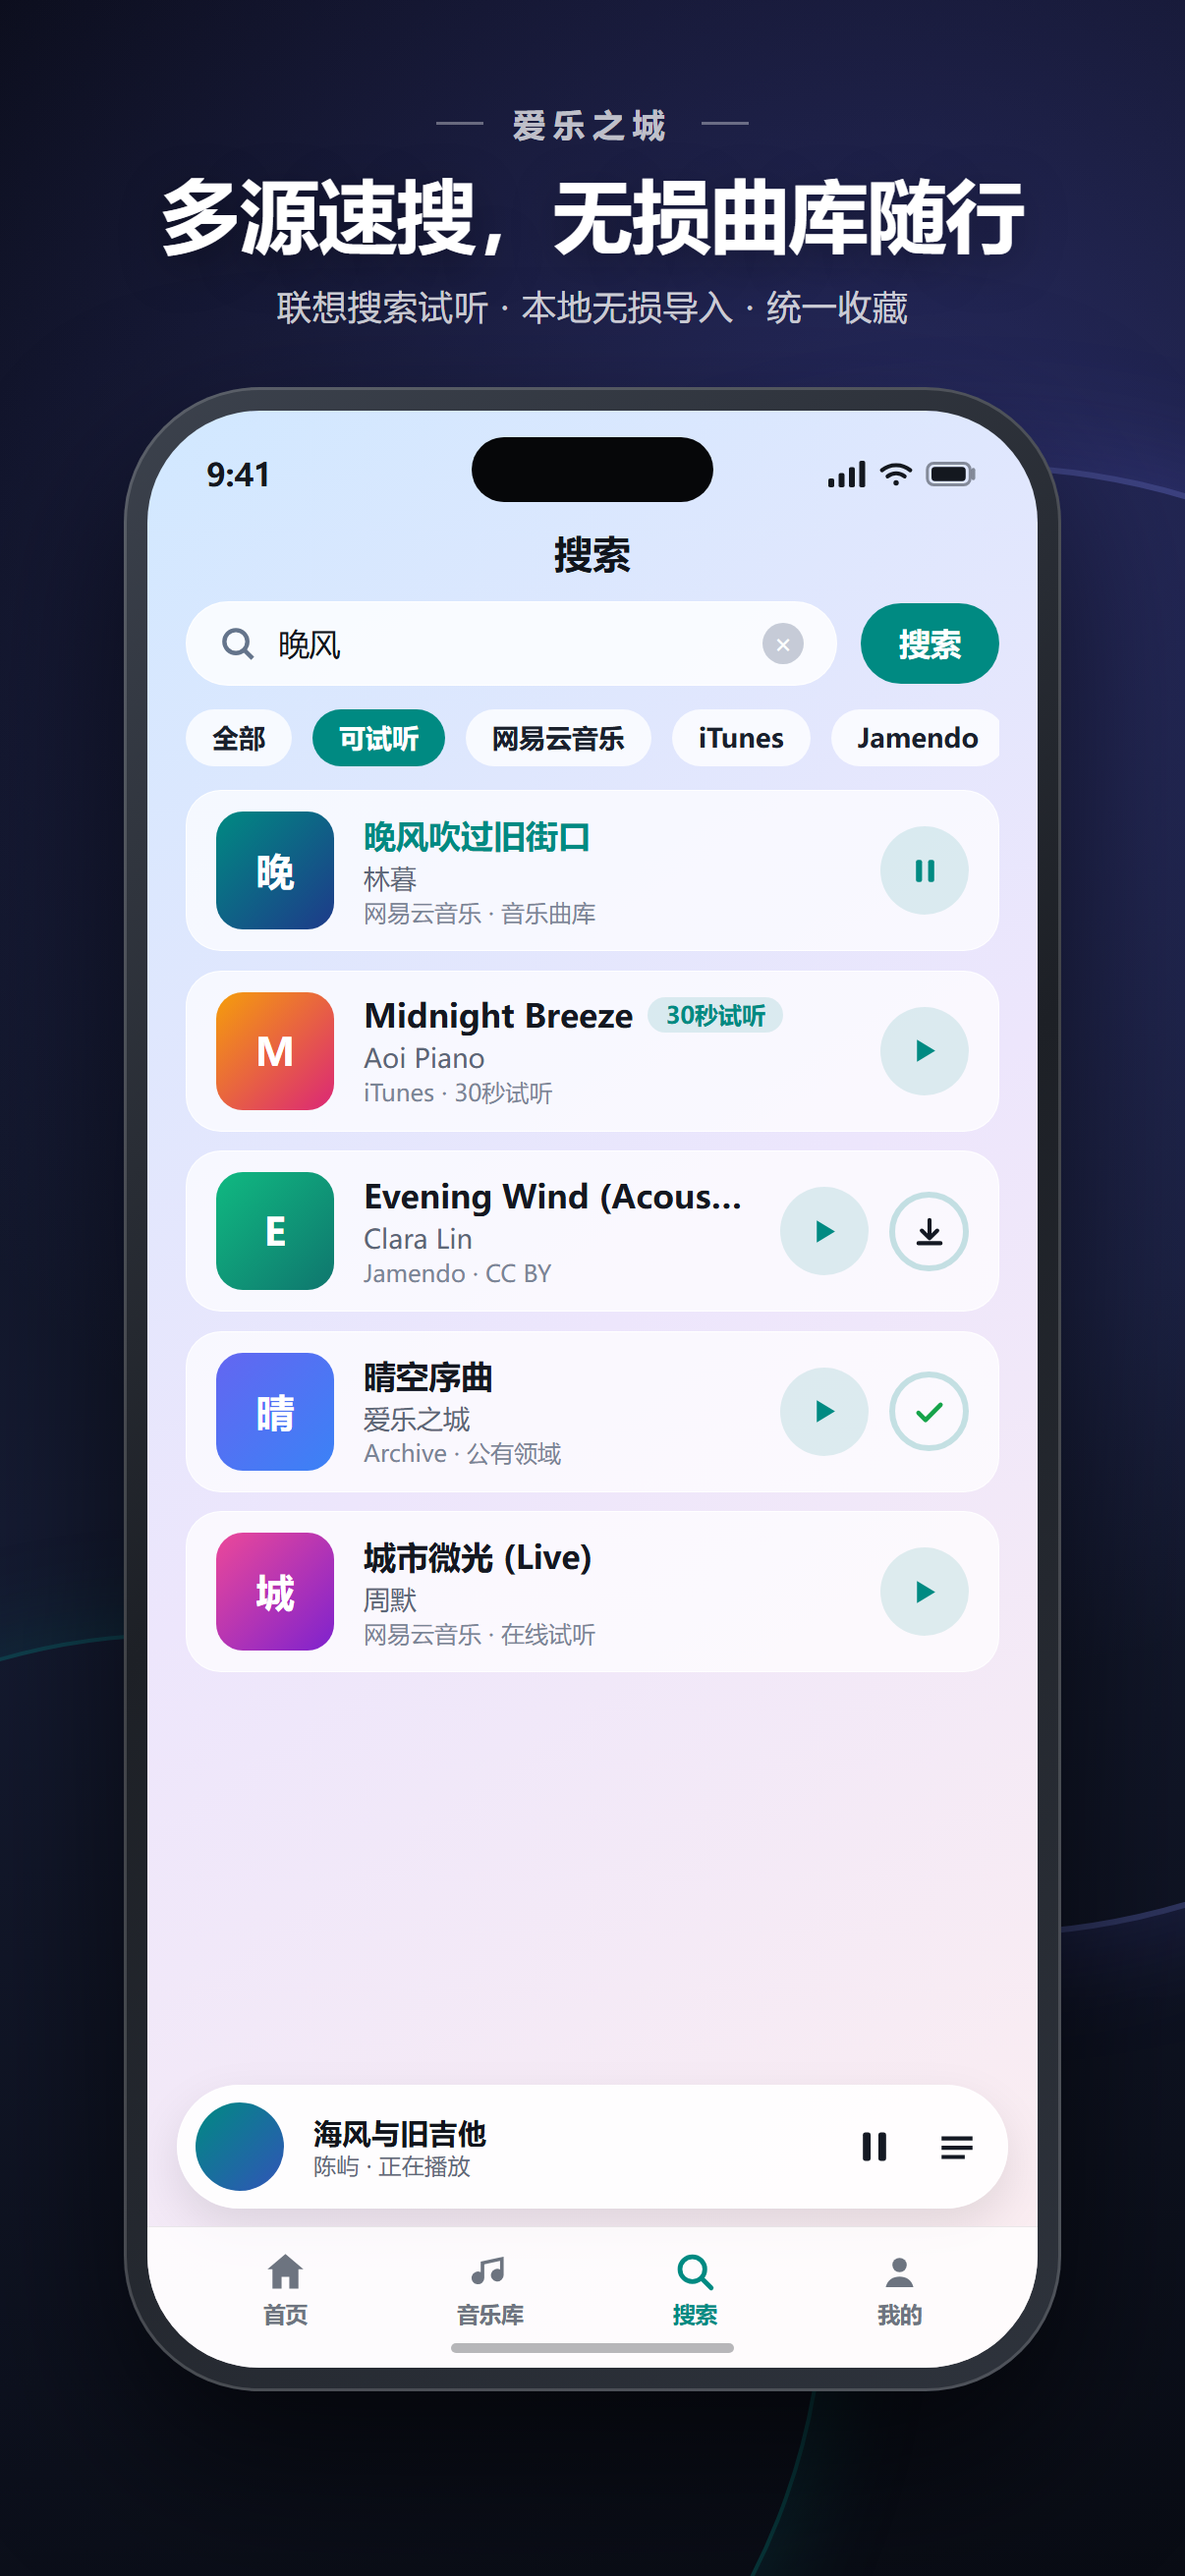 爱乐之城
多源速搜，无损曲库随行
联想搜索试听 · 本地无损导入 · 统一收藏
9:41
搜索
晚风
搜索
全部 可试听 网易云音乐 iTunes Jamendo
晚
晚风吹过旧街口
林暮
网易云音乐 · 音乐曲库
M
Midnight Breeze 30秒试听
Aoi Piano
iTunes · 30秒试听
E
Evening Wind (Acous...
Clara Lin
Jamendo · CC BY
晴
晴空序曲
爱乐之城
Archive · 公有领域
城
城市微光 (Live)
周默
网易云音乐 · 在线试听
海风与旧吉他
陈屿 · 正在播放
首页 音乐库 搜索 我的